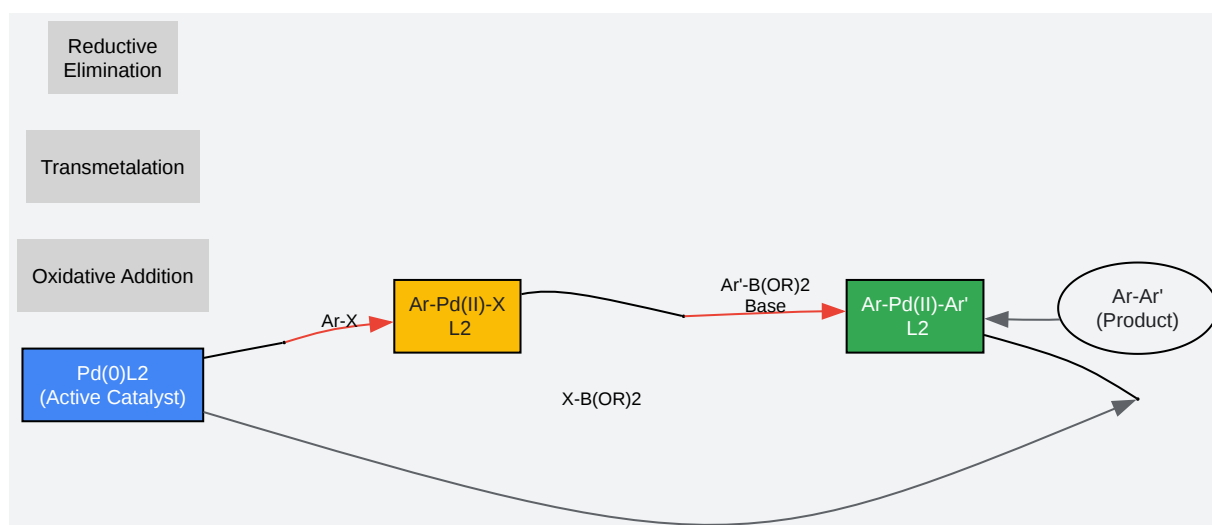 Reductive
Elimination
Transmetalation
Oxidative Addition
Ar-X
Pd(0)L2
(Active Catalyst)
Ar-Pd(II)-X
L2
X-B(OR)2
Ar'-B(OR)2
Base
Ar-Pd(II)-Ar'
L2
Ar-Ar'
(Product)